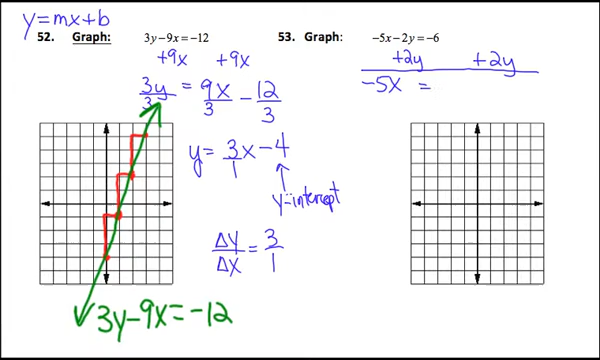 y=mx+b
52. Graph: 3y-9x=-12
+9x +9x
3y/3 = 9x/3 - 12/3
y = 3/1 x - 4
y-intercept
Δy/Δx = 3/1
3y-9x=-12
53. Graph: -5x-2y=-6
+2y +2y
-5x =